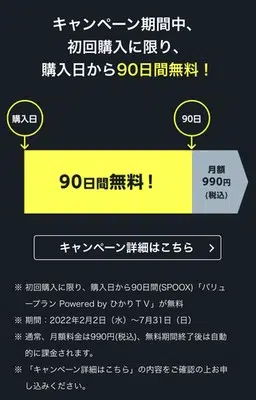 キャンペーン期間中、
初回購入に限り、
購入日から90日間無料！
購入日
90日
90日間無料！
月額
990円
(税込)
キャンペーン詳細はこちら
※ 初回購入に限り、購入日から90日間(SPOOX)「バリュ
ープラン Powered by ひかりＴＶ」が無料
※ 期間：2022年2月2日（水）〜7月31日（日）
※ 通常、月額料金は990円(税込)、無料期間終了後は自動
的に課金されます。
※ 「キャンペーン詳細はこちら」の内容をご確認の上お申
し込みください。